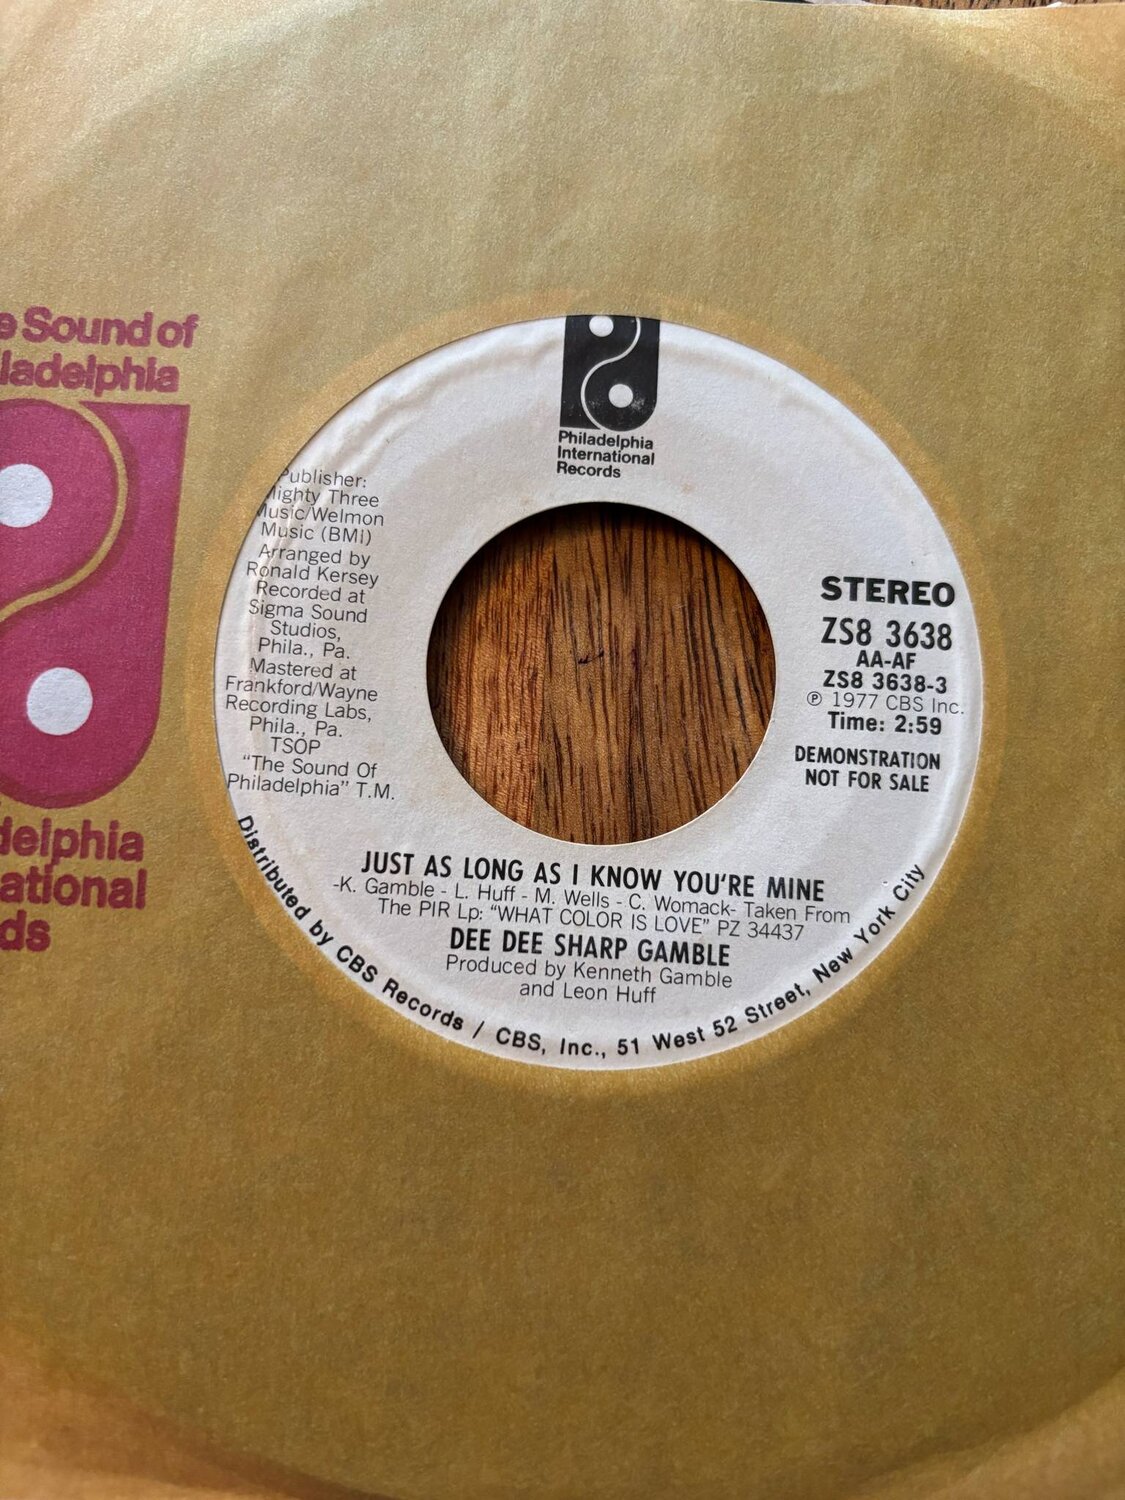 Sound of
Philadelphia
International
Records
Publisher:
Mighty Three
Music/Welmon
Music (BMI)
Arranged by
Ronald Kersey
Recorded at
Sigma Sound
Studios,
Phila., Pa.
Mastered at
Frankford/Wayne
Recording Labs,
Phila., Pa.
TSOP
"The Sound Of
Philadelphia" T.M.
STEREO
ZS8 3638
AA-AF
ZS8 3638-3
℗ 1977 CBS Inc.
Time: 2:59
DEMONSTRATION
NOT FOR SALE
JUST AS LONG AS I KNOW YOU'RE MINE
-K. Gamble - L. Huff - M. Wells - C. Womack- Taken From
The PIR Lp: "WHAT COLOR IS LOVE" PZ 34437
DEE DEE SHARP GAMBLE
Produced by Kenneth Gamble
and Leon Huff
Distributed by CBS Records / CBS, Inc., 51 West 52 Street, New York City